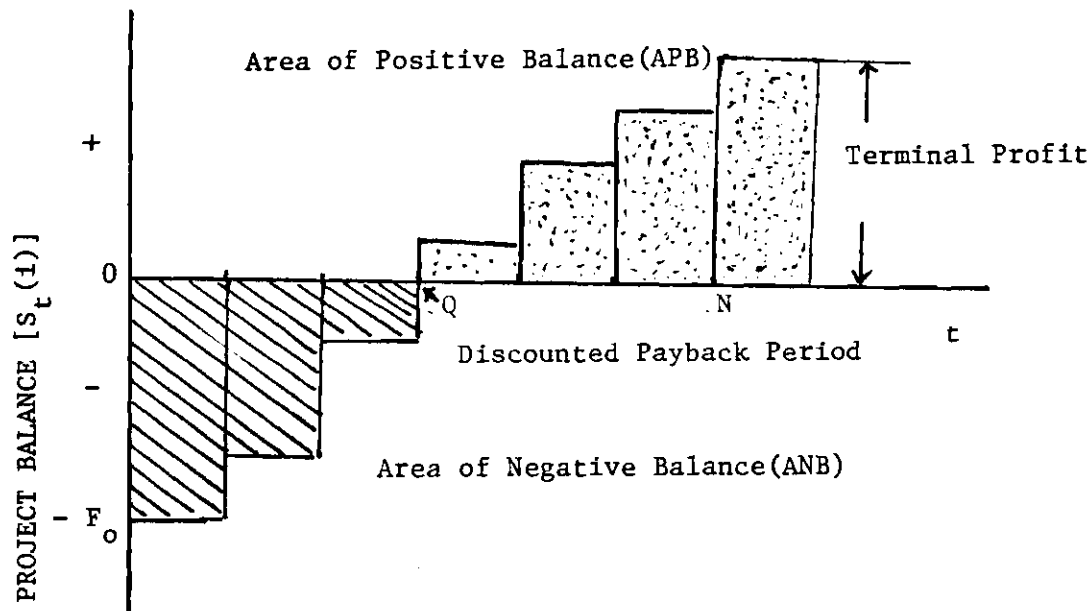 Area of Positive Balance(APB)
+
Terminal Profit
PROJECT BALANCE [S_t(i)]
0
Q
N
t
Discounted Payback Period
-
Area of Negative Balance(ANB)
- F_o